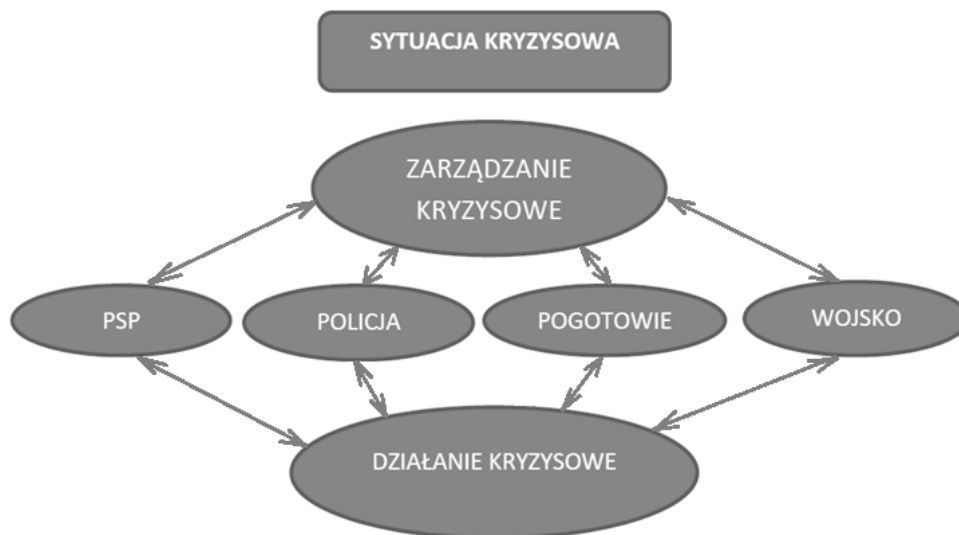 SYTUACJA KRYZYSOWA
ZARZĄDZANIE
KRYZYSOWE
PSP
POLICJA
POGOTOWIE
WOJSKO
DZIAŁANIE KRYZYSOWE